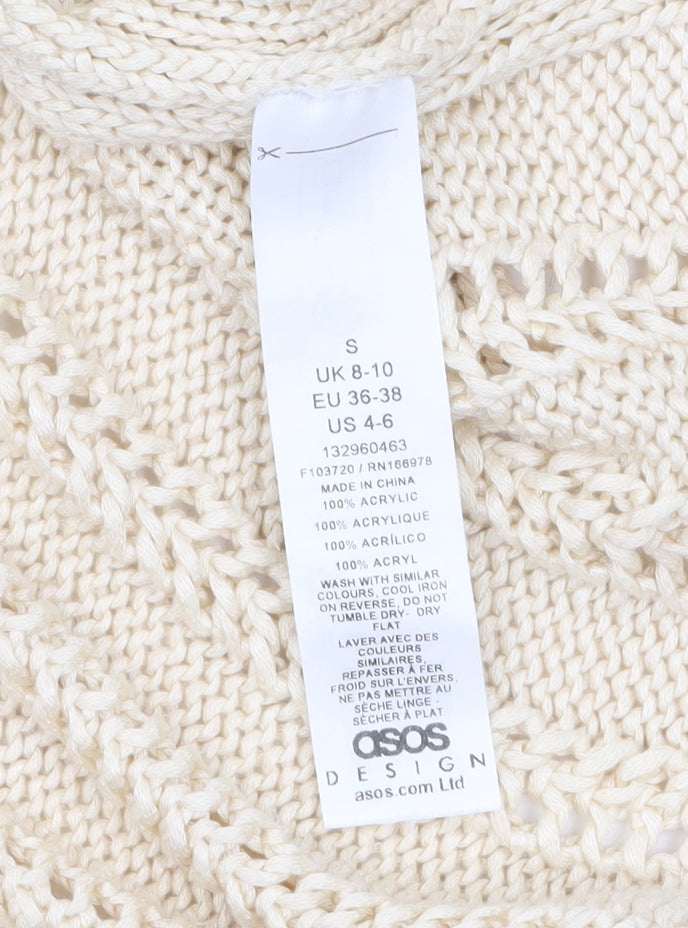 S
UK 8-10
EU 36-38
US 4-6
132960463
F103720 / RN166978
MADE IN CHINA
100% ACRYLIC
100% ACRYLIQUE
100% ACRÍLICO
100% ACRYL
WASH WITH SIMILAR
COLOURS, COOL IRON
ON REVERSE, DO NOT
TUMBLE DRY- DRY
FLAT
LAVER AVEC DES
COULEURS
SIMILAIRES,
REPASSER À FER
FROID SUR L'ENVERS,
NE PAS METTRE AU
SÈCHE LINGE -
SÉCHER À PLAT
asos
DESIGN
asos.com Ltd